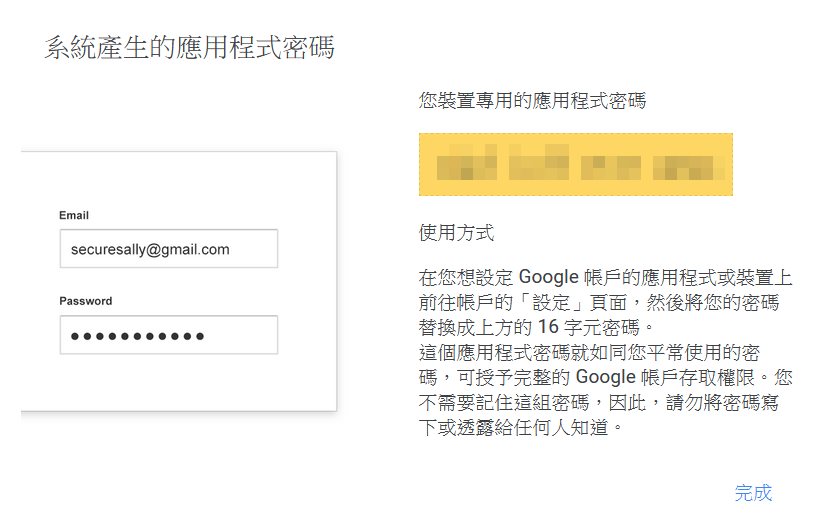 系統產生的應用程式密碼
您裝置專用的應用程式密碼
Email
securesally@gmail.com
Password
使用方式
在您想設定 Google 帳戶的應用程式或裝置上
前往帳戶的「設定」頁面，然後將您的密碼
替換成上方的 16 字元密碼。
這個應用程式密碼就如同您平常使用的密
碼，可授予完整的 Google 帳戶存取權限。您
不需要記住這組密碼，因此，請勿將密碼寫
下或透露給任何人知道。
完成